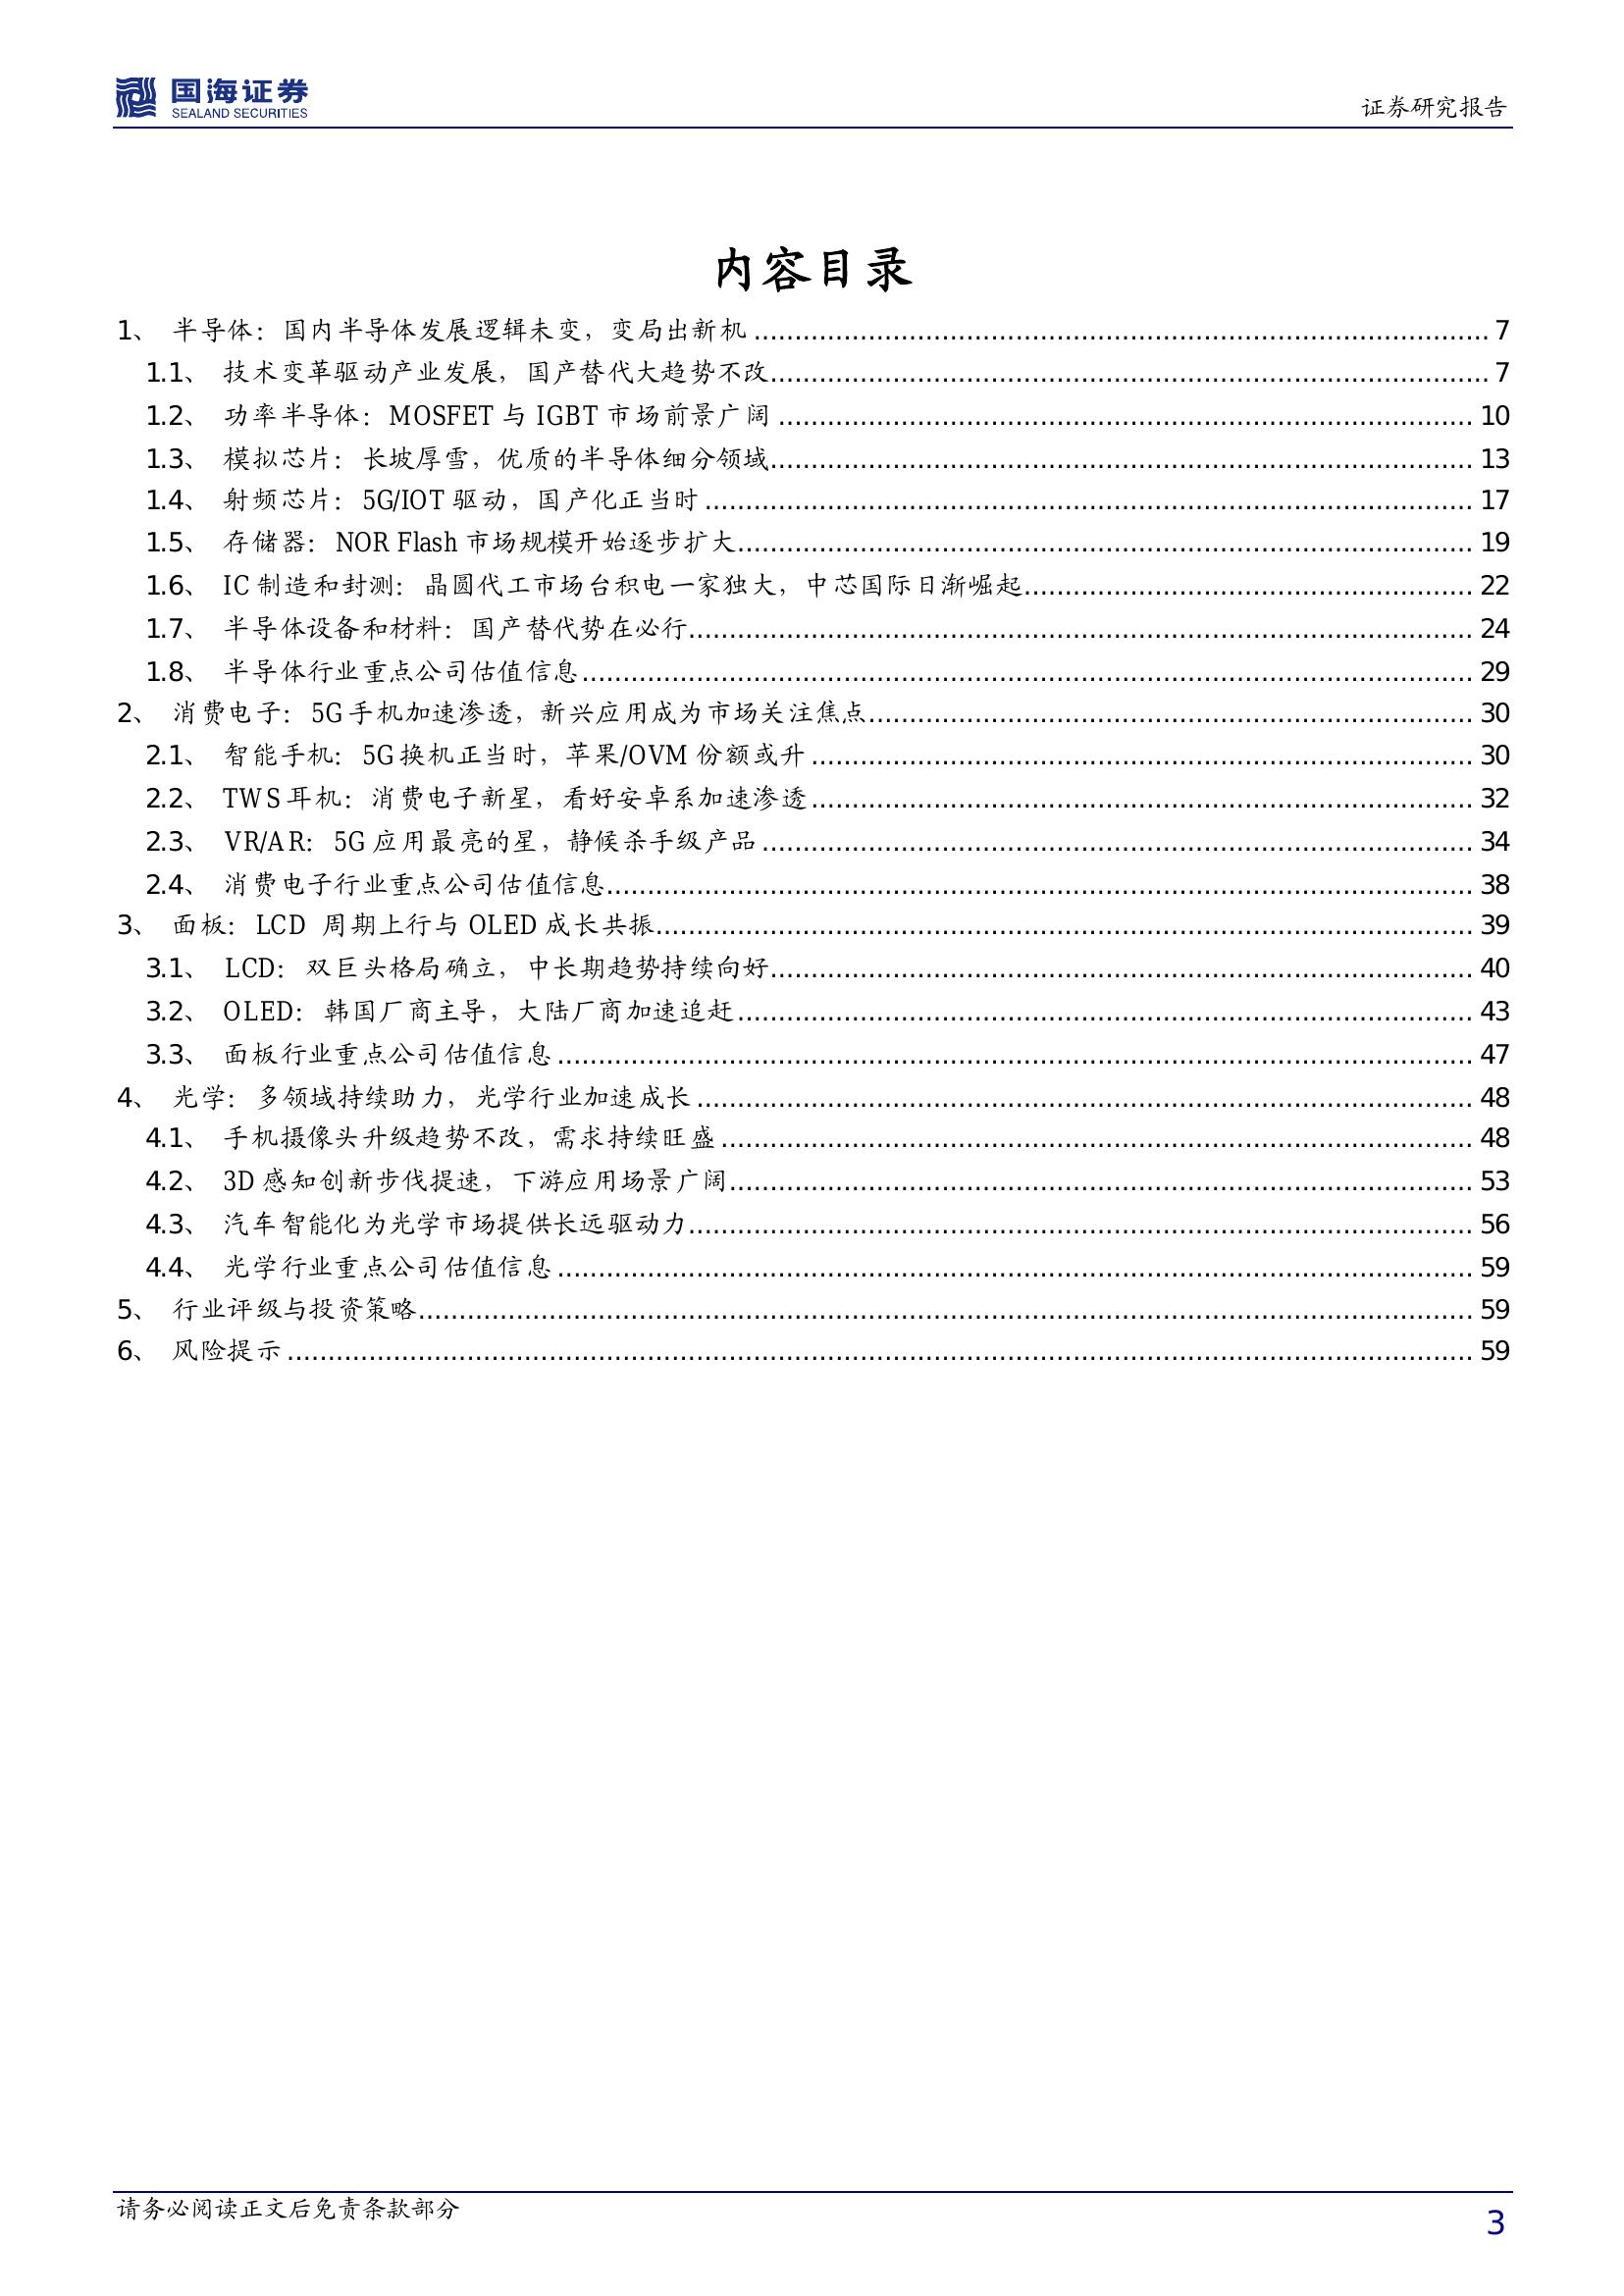 国海证券
SEALAND SECURITIES
证券研究报告
内容目录
1、 半导体：国内半导体发展逻辑未变，变局出新机 7
1.1、 技术变革驱动产业发展，国产替代大趋势不改 7
1.2、 功率半导体：MOSFET 与 IGBT 市场前景广阔 10
1.3、 模拟芯片：长坡厚雪，优质的半导体细分领域 13
1.4、 射频芯片：5G/IOT 驱动，国产化正当时 17
1.5、 存储器：NOR Flash 市场规模开始逐步扩大 19
1.6、 IC 制造和封测：晶圆代工市场台积电一家独大，中芯国际日渐崛起 22
1.7、 半导体设备和材料：国产替代势在必行 24
1.8、 半导体行业重点公司估值信息 29
2、 消费电子：5G 手机加速渗透，新兴应用成为市场关注焦点 30
2.1、 智能手机：5G 换机正当时，苹果/OVM 份额或升 30
2.2、 TWS 耳机：消费电子新星，看好安卓系加速渗透 32
2.3、 VR/AR：5G 应用最亮的星，静候杀手级产品 34
2.4、 消费电子行业重点公司估值信息 38
3、 面板：LCD 周期上行与 OLED 成长共振 39
3.1、 LCD：双巨头格局确立，中长期趋势持续向好 40
3.2、 OLED：韩国厂商主导，大陆厂商加速追赶 43
3.3、 面板行业重点公司估值信息 47
4、 光学：多领域持续助力，光学行业加速成长 48
4.1、 手机摄像头升级趋势不改，需求持续旺盛 48
4.2、 3D 感知创新步伐提速，下游应用场景广阔 53
4.3、 汽车智能化为光学市场提供长远驱动力 56
4.4、 光学行业重点公司估值信息 59
5、 行业评级与投资策略 59
6、 风险提示 59
请务必阅读正文后免责条款部分
3